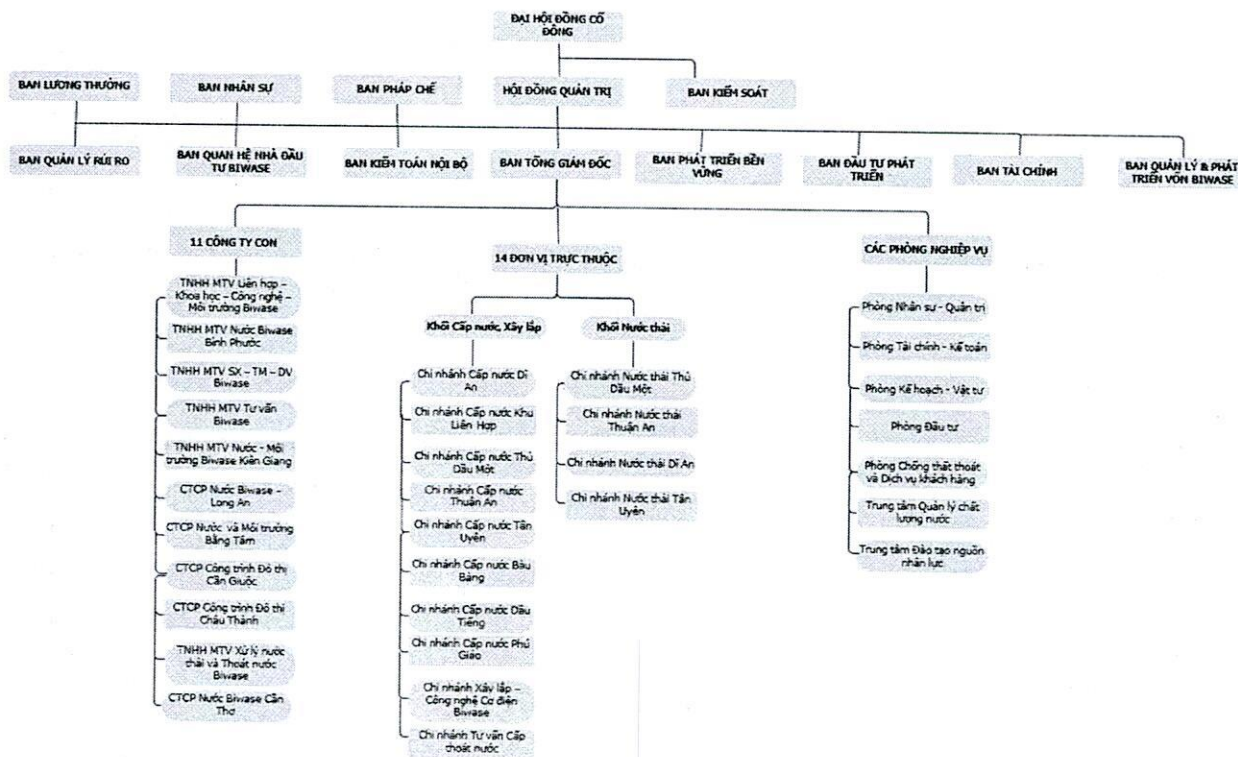 ĐẠI HỘI ĐỒNG CỔ
ĐÔNG
BAN LƯƠNG THƯỞNG
BAN NHÂN SỰ
BAN PHÁP CHẾ
HỘI ĐỒNG QUẢN TRỊ
BAN KIỂM SOÁT
BAN QUẢN LÝ RỦI RO
BAN QUAN HỆ NHÀ ĐẦU
TƯ BIWASE
BAN KIỂM TOÁN NỘI BỘ
BAN TỔNG GIÁM ĐỐC
BAN PHÁT TRIỂN BỀN
VỮNG
BAN ĐẦU TƯ PHÁT
TRIỂN
BAN TÀI CHÍNH
BAN QUẢN LÝ & PHÁT
TRIỂN VỐN BIWASE
11 CÔNG TY CON
TNHH MTV Liên hợp –
Khoa học – Công nghệ –
Môi trường Biwase
TNHH MTV Nước Biwase
Bình Phước
TNHH MTV SX – TM – DV
Biwase
TNHH MTV Tư vấn
Biwase
TNHH MTV Nước - Môi
trường Biwase Kiên Giang
CTCP Nước Biwase -
Long An
CTCP Nước và Môi trường
Bằng Tâm
CTCP Công trình Đô thị
Cần Giuộc
CTCP Công trình Đô thị
Châu Thành
TNHH MTV Xử lý nước
thải và Thoát nước
Biwase
CTCP Nước Biwase Cần
Thơ
14 ĐƠN VỊ TRỰC THUỘC
Khối Cấp nước, Xây lắp
Chi nhánh Cấp nước Dĩ
An
Chi nhánh Cấp nước Khu
Liên Hợp
Chi nhánh Cấp nước Thủ
Dầu Một
Chi nhánh Cấp nước
Thuận An
Chi nhánh Cấp nước Tân
Uyên
Chi nhánh Cấp nước Bàu
Bàng
Chi nhánh Cấp nước Dầu
Tiếng
Chi nhánh Cấp nước Phú
Giáo
Chi nhánh Xây lắp –
Công nghệ Cơ điện
Biwase
Chi nhánh Tư vấn Cấp
thoát nước
Khối Nước thải
Chi nhánh Nước thải Thủ
Dầu Một
Chi nhánh Nước thải
Thuận An
Chi nhánh Nước thải Dĩ An
Chi nhánh Nước thải Tân
Uyên
CÁC PHÒNG NGHIỆP VỤ
Phòng Nhân sự - Quản trị
Phòng Tài chính - Kế toán
Phòng Kế hoạch - Vật tư
Phòng Đầu tư
Phòng Chống thất thoát
và Dịch vụ khách hàng
Trung tâm Quản lý chất
lượng nước
Trung tâm Đào tạo nguồn
nhân lực